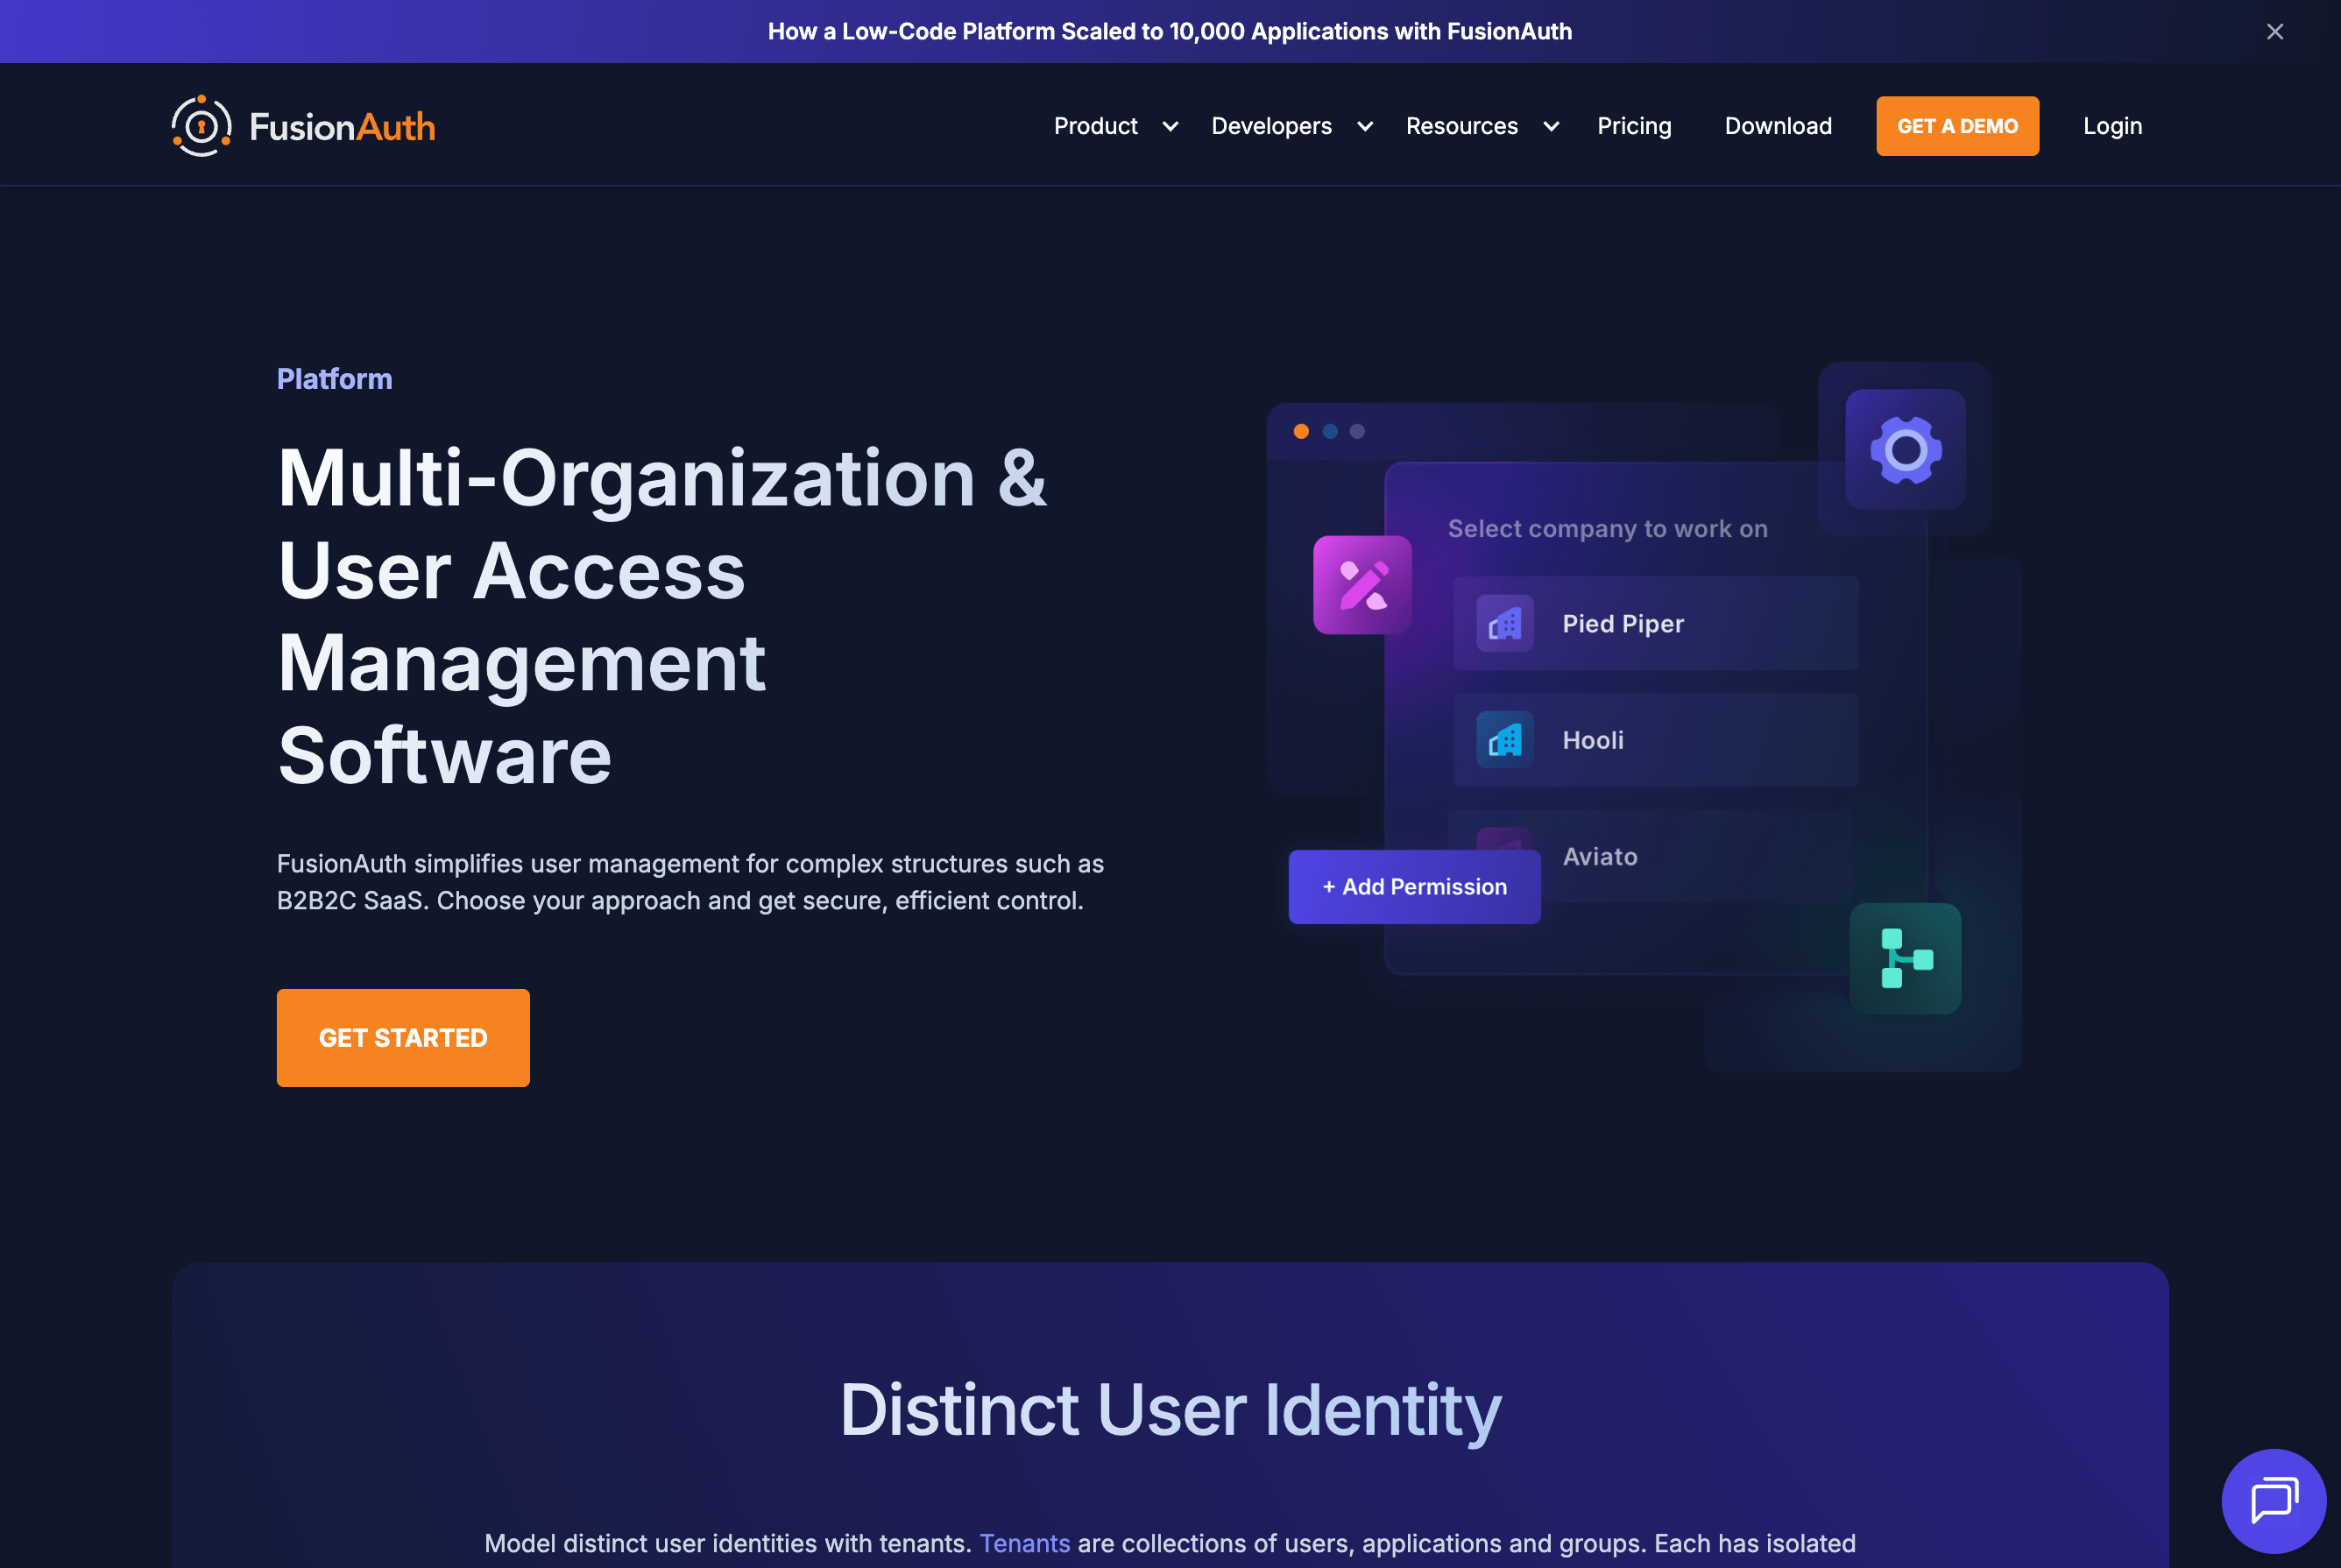 How a Low-Code Platform Scaled to 10,000 Applications with FusionAuth
FusionAuth
Product
Developers
Resources
Pricing
Download
GET A DEMO
Login
Platform
Multi-Organization &
User Access
Management
Software
FusionAuth simplifies user management for complex structures such as
B2B2C SaaS. Choose your approach and get secure, efficient control.
GET STARTED
Select company to work on
Pied Piper
Hooli
Aviato
+ Add Permission
Distinct User Identity
Model distinct user identities with tenants. Tenants are collections of users, applications and groups. Each has isolated